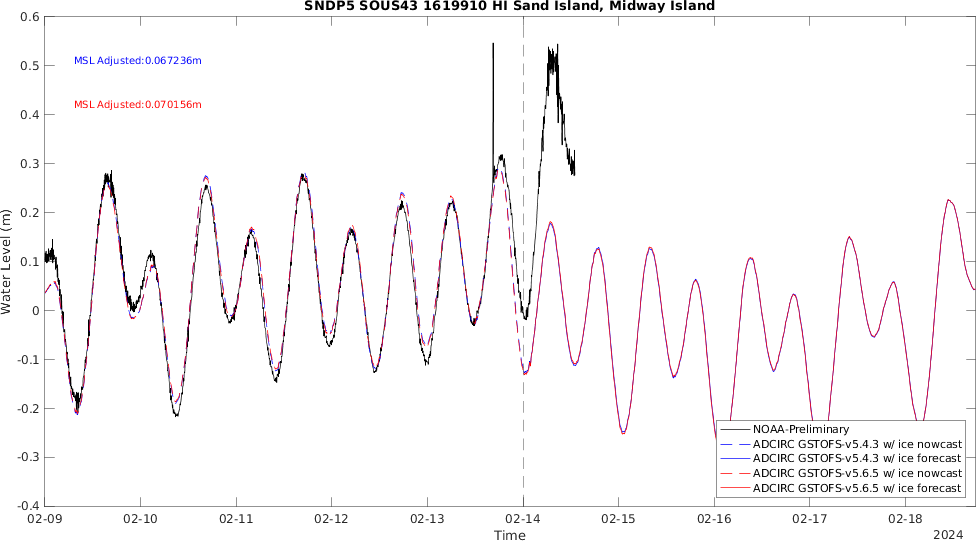 SNDP5 SOUS43 1619910 HI Sand Island, Midway Island
0.6
0.5
0.4
0.3
0.2
0.1
0
-0.1
-0.2
-0.3
-0.4
Water Level (m)
MSL Adjusted:0.067236m
MSL Adjusted:0.070156m
NOAA-Preliminary
ADCIRC GSTOFS-v5.4.3 w/ ice nowcast
ADCIRC GSTOFS-v5.4.3 w/ ice forecast
ADCIRC GSTOFS-v5.6.5 w/ ice nowcast
ADCIRC GSTOFS-v5.6.5 w/ ice forecast
02-09 02-10 02-11 02-12 02-13 02-14 02-15 02-16 02-17 02-18
Time
2024